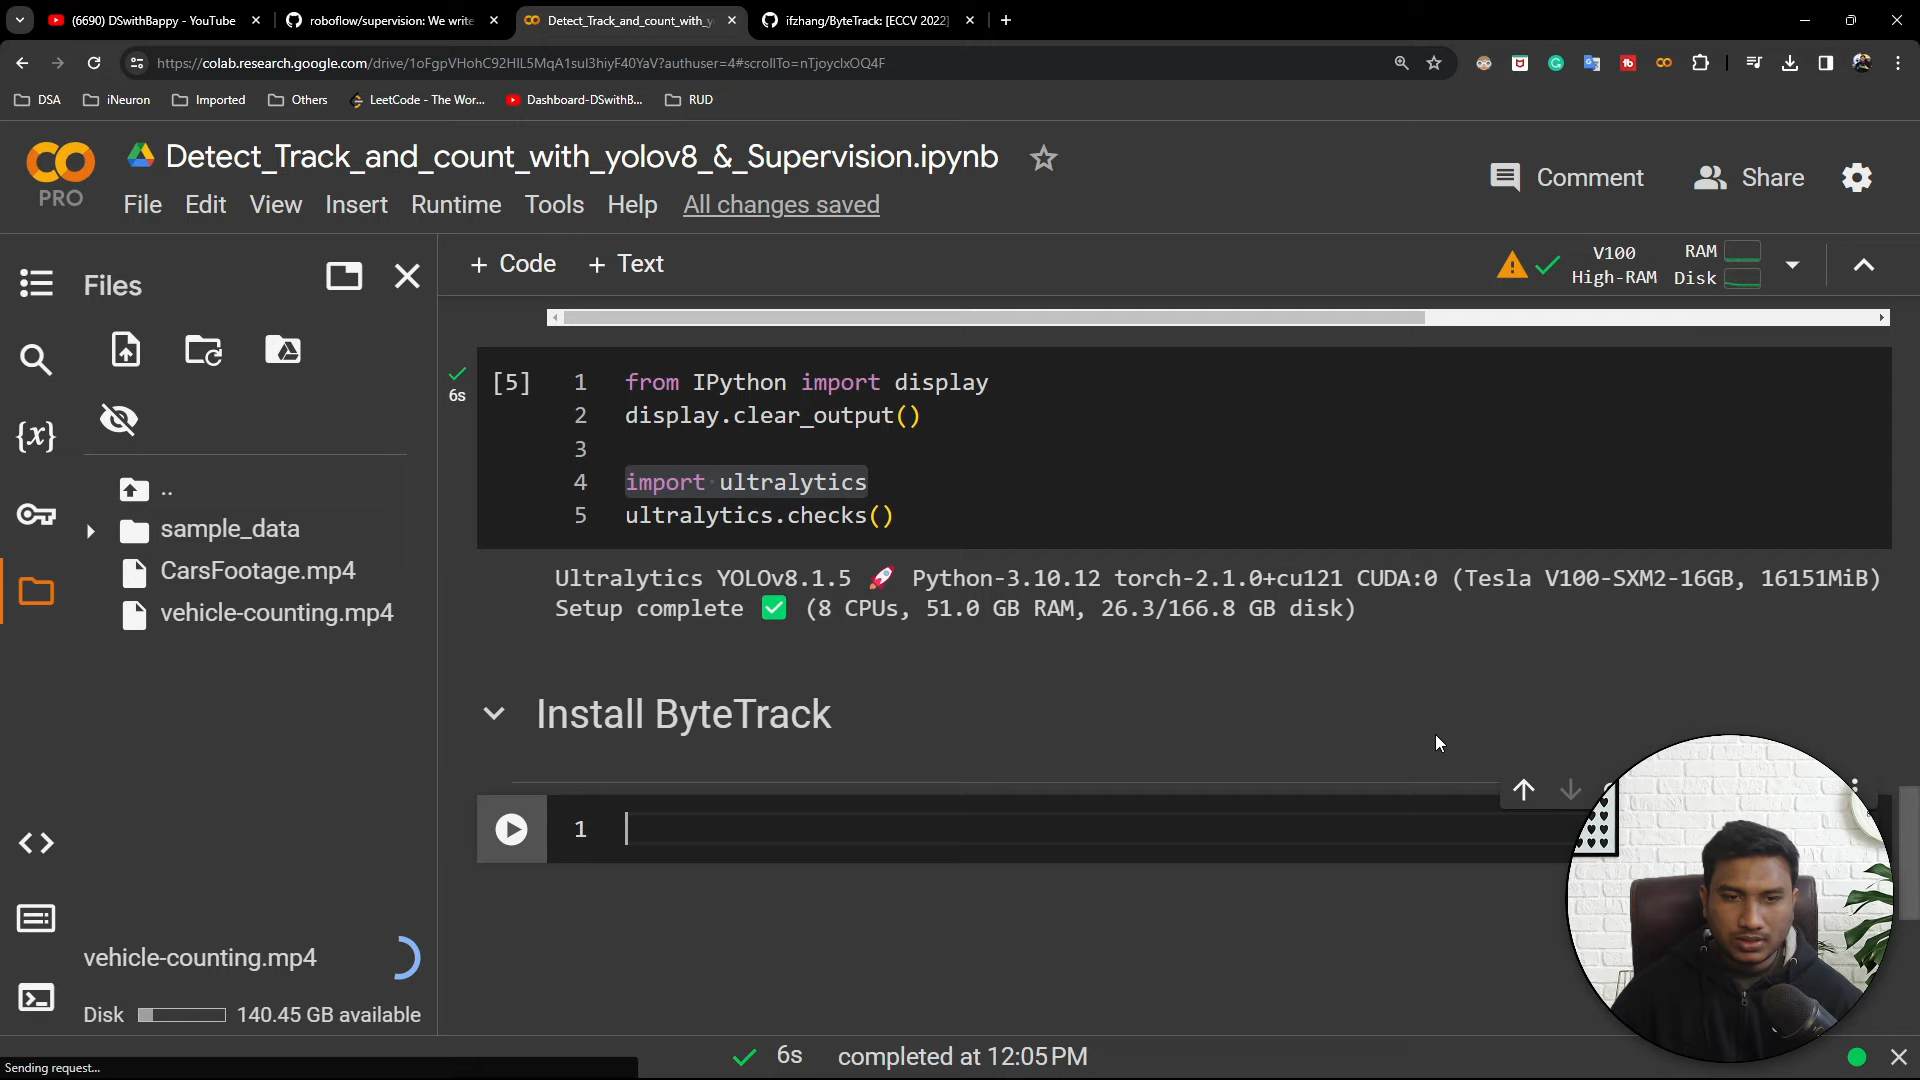 (6690) DSwithBappy - YouTube
roboflow/supervision: We write
Detect_Track_and_count_with_y
ifzhang/ByteTrack: [ECCV 2022]
https://colab.research.google.com/drive/1oFgpVHohC92HIL5MqA1sul3hiyF40YaV?authuser=4#scrollTo=nTjoyclxOQ4F
DSA
iNeuron
Imported
Others
LeetCode - The Wor...
Dashboard-DSwithB...
RUD
PRO
Detect_Track_and_count_with_yolov8_&_Supervision.ipynb
File Edit View Insert Runtime Tools Help All changes saved
Comment
Share
Files
+ Code + Text
V100
High-RAM
RAM
Disk
{x}
..
sample_data
CarsFootage.mp4
vehicle-counting.mp4
6s
[5]
1 from IPython import display
2 display.clear_output()
3
4 import ultralytics
5 ultralytics.checks()
Ultralytics YOLOv8.1.5 🚀 Python-3.10.12 torch-2.1.0+cu121 CUDA:0 (Tesla V100-SXM2-16GB, 16151MiB)
Setup complete ✅ (8 CPUs, 51.0 GB RAM, 26.3/166.8 GB disk)
Install ByteTrack
1
vehicle-counting.mp4
Disk 140.45 GB available
6s completed at 12:05 PM
Sending request...